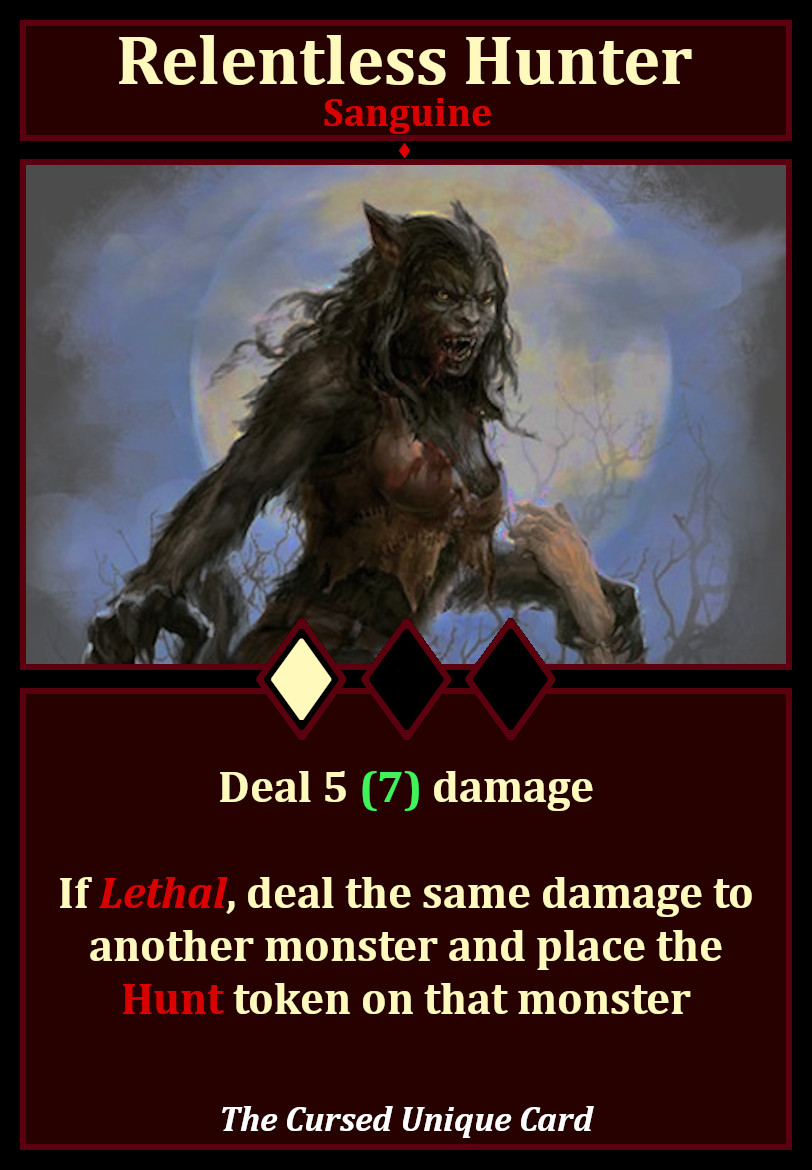 Relentless Hunter
Sanguine
Deal 5 (7) damage
If Lethal, deal the same damage to
another monster and place the
Hunt token on that monster
The Cursed Unique Card